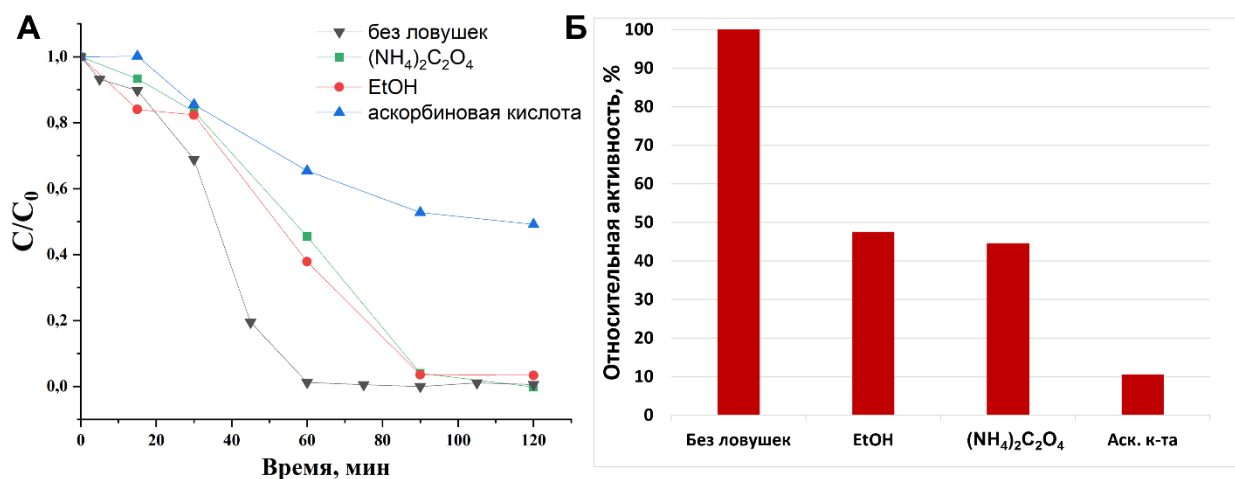 А
без ловушек
(NH₄)₂C₂O₄
EtOH
аскорбиновая кислота
C/C₀
1,0
0,8
0,6
0,4
0,2
0,0
0
20
40
60
80
100
120
Время, мин
Б
Относительная активность, %
100
90
80
70
60
50
40
30
20
10
0
Без ловушек
EtOH
(NH₄)₂C₂O₄
Аск. к-та